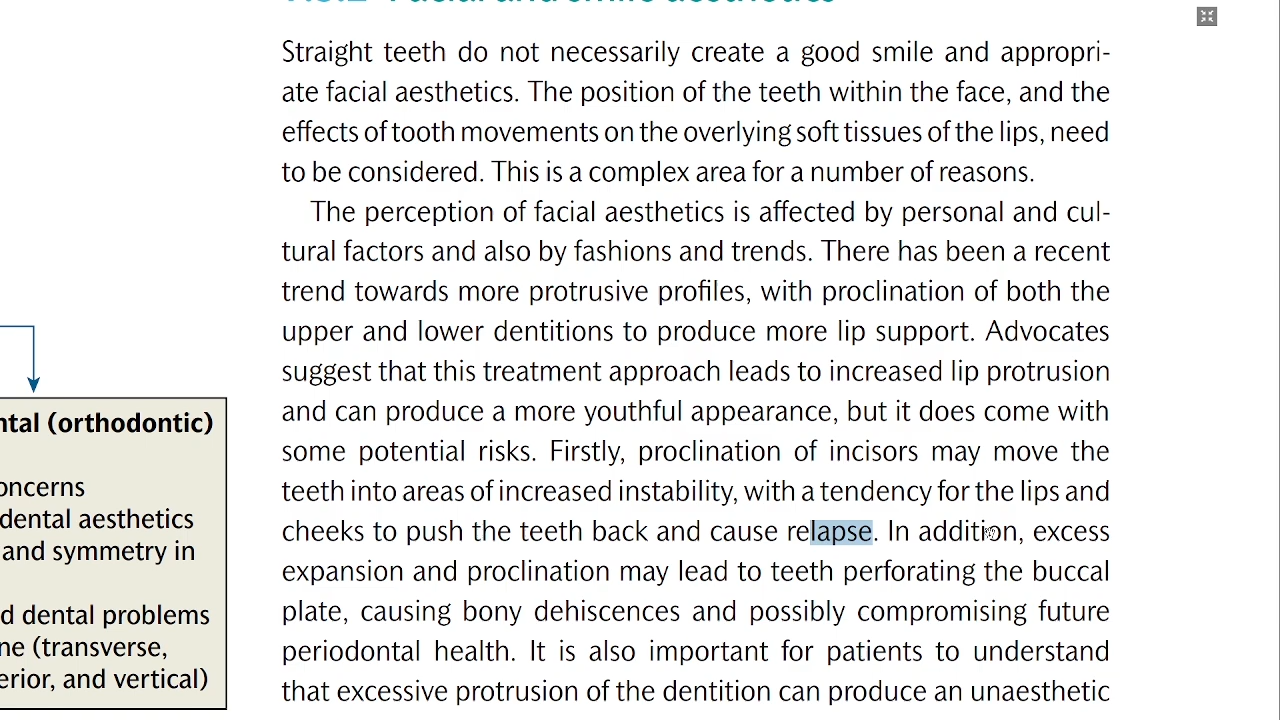 Facial and smile aesthetics
Straight teeth do not necessarily create a good smile and appropri-
ate facial aesthetics. The position of the teeth within the face, and the
effects of tooth movements on the overlying soft tissues of the lips, need
to be considered. This is a complex area for a number of reasons.
The perception of facial aesthetics is affected by personal and cul-
tural factors and also by fashions and trends. There has been a recent
trend towards more protrusive profiles, with proclination of both the
upper and lower dentitions to produce more lip support. Advocates
suggest that this treatment approach leads to increased lip protrusion
and can produce a more youthful appearance, but it does come with
some potential risks. Firstly, proclination of incisors may move the
teeth into areas of increased instability, with a tendency for the lips and
cheeks to push the teeth back and cause relapse. In addition, excess
expansion and proclination may lead to teeth perforating the buccal
plate, causing bony dehiscences and possibly compromising future
periodontal health. It is also important for patients to understand
that excessive protrusion of the dentition can produce an unaesthetic
ntal (orthodontic)
oncerns
dental aesthetics
and symmetry in
d dental problems
ne (transverse,
erior, and vertical)